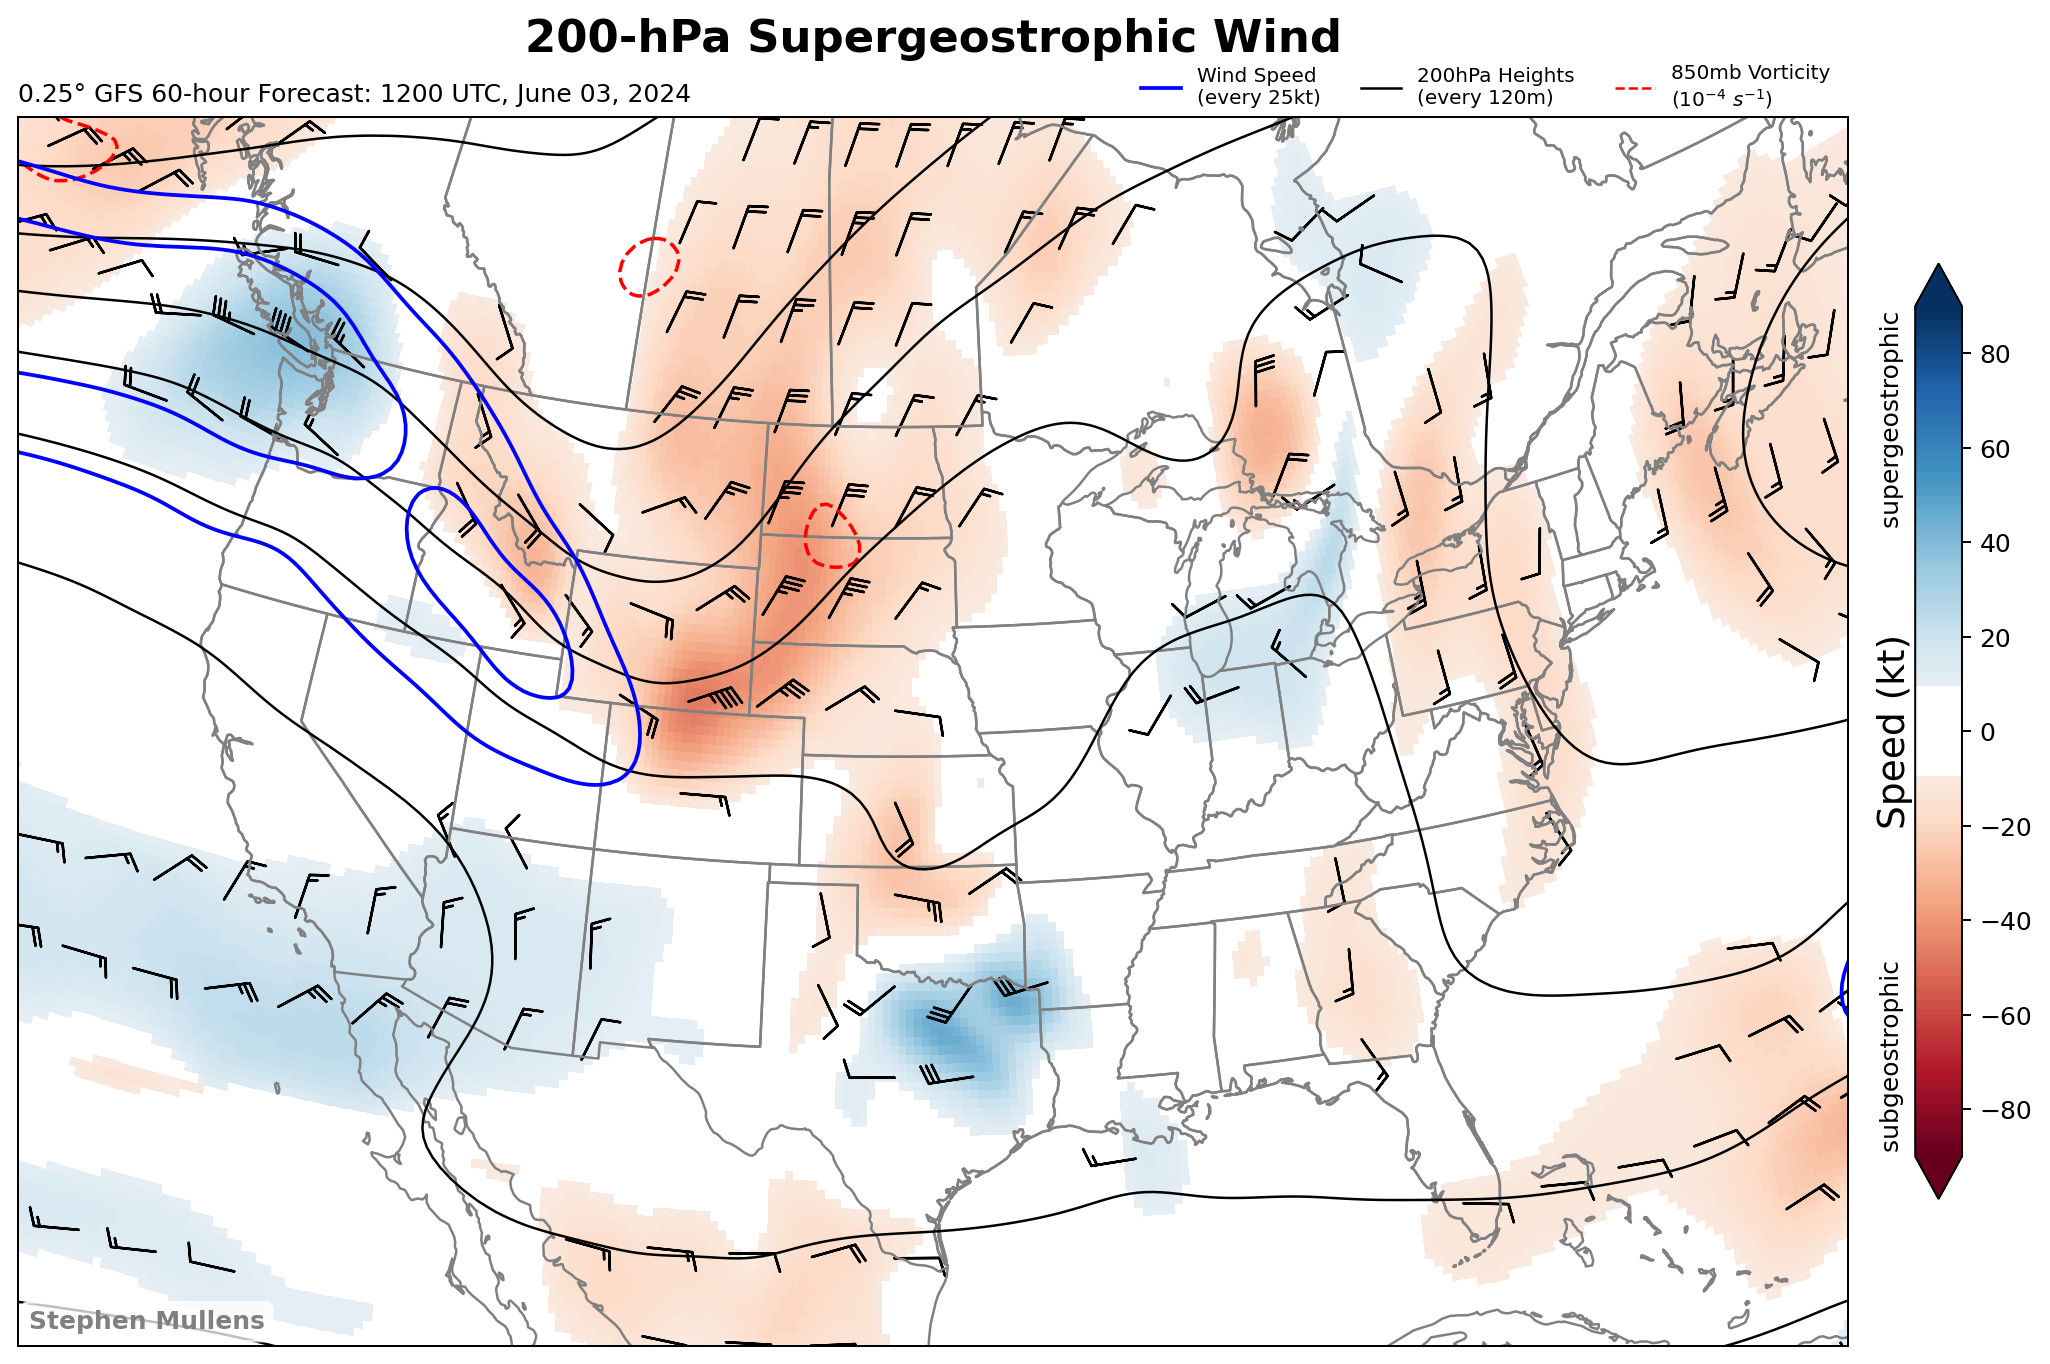 200-hPa Supergeostrophic Wind
0.25° GFS 60-hour Forecast: 1200 UTC, June 03, 2024
Wind Speed
(every 25kt)
200hPa Heights
(every 120m)
850mb Vorticity
(10⁻⁴ s⁻¹)
supergeostrophic
subgeostrophic
Speed (kt)
80
60
40
20
0
−20
−40
−60
−80
Stephen Mullens